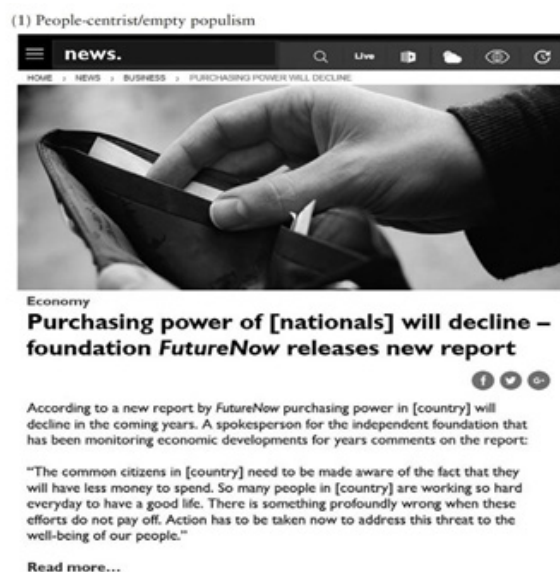 (1) People-centrist/empty populism
news.
Live
HOME > NEWS > BUSINESS > PURCHASING POWER WILL DECLINE
Economy
Purchasing power of [nationals] will decline –
foundation FutureNow releases new report
According to a new report by FutureNow purchasing power in [country] will
decline in the coming years. A spokesperson for the independent foundation that
has been monitoring economic developments for years comments on the report:
“The common citizens in [country] need to be made aware of the fact that they
will have less money to spend. So many people in [country] are working so hard
everyday to have a good life. There is something profoundly wrong when these
efforts do not pay off. Action has to be taken now to address this threat to the
well-being of our people.”
Read more…